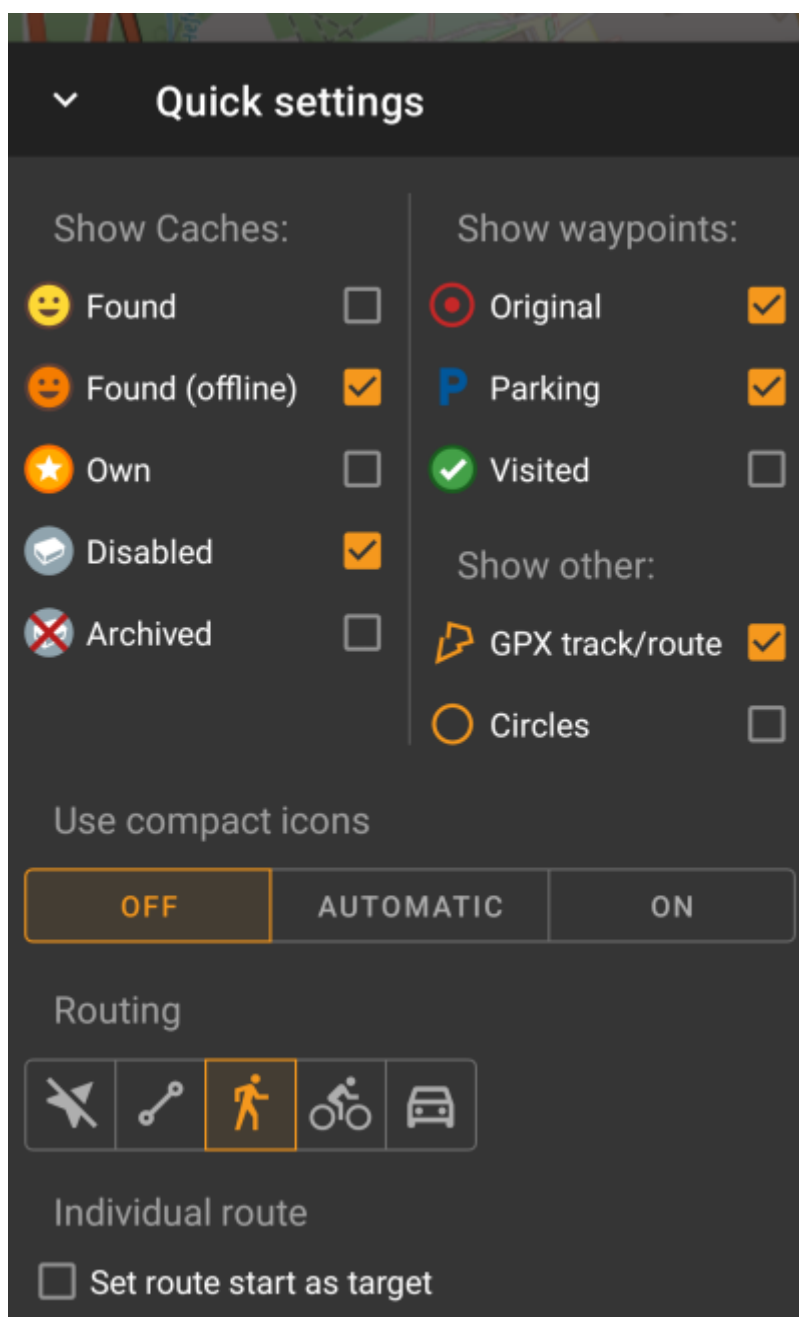 Quick settings
Show Caches:
Found
Found (offline)
Own
Disabled
Archived
Show waypoints:
Original
P Parking
Visited
Show other:
GPX track/route
Circles
Use compact icons
OFF AUTOMATIC ON
Routing
Individual route
Set route start as target